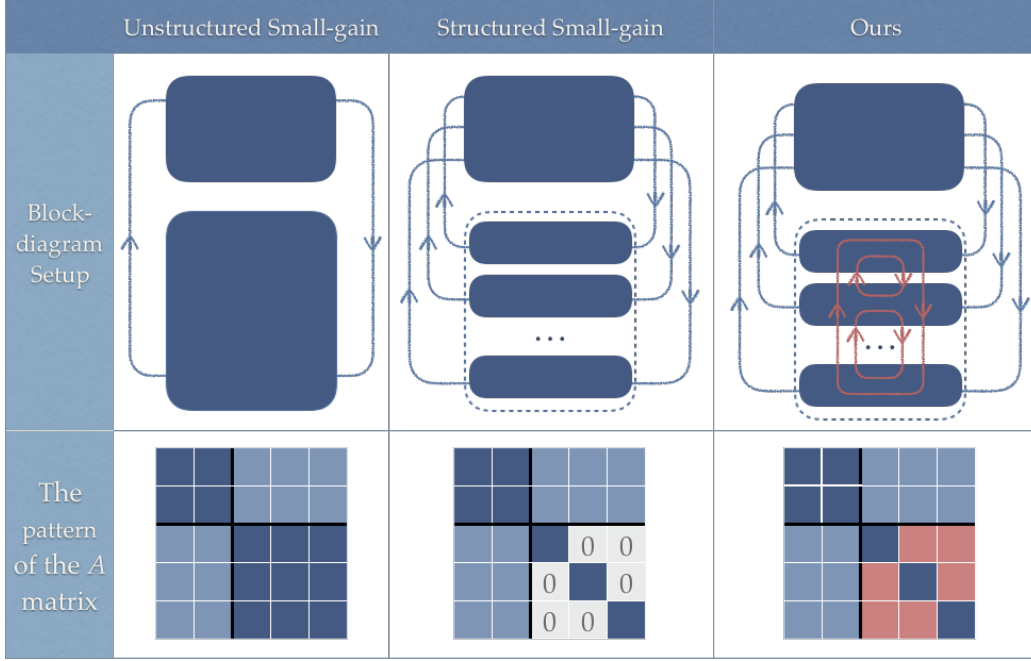 Unstructured Small-gain
Structured Small-gain
Ours
Block-
diagram
Setup
...
...
The
pattern
of the A
matrix
0 0
0 0
0 0